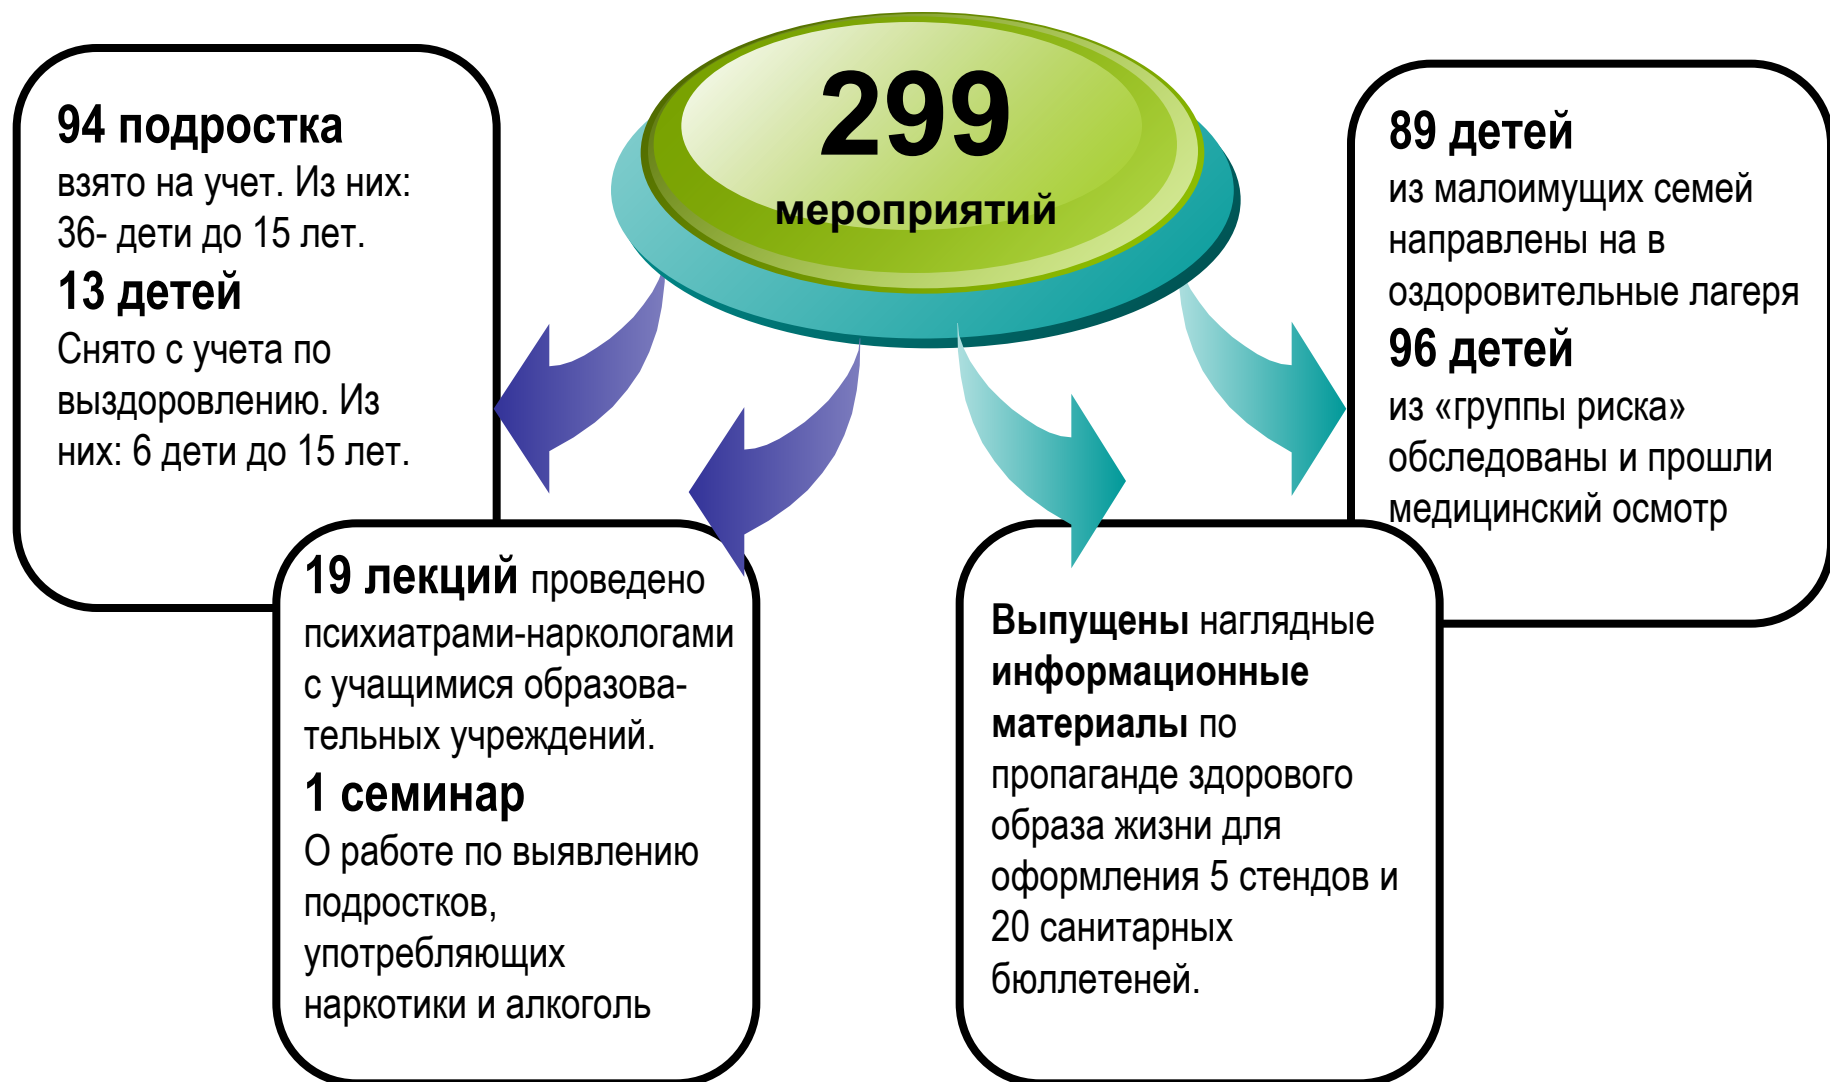 299
мероприятий
94 подростка
взято на учет. Из них:
36- дети до 15 лет.
13 детей
Снято с учета по
выздоровлению. Из
них: 6 дети до 15 лет.
19 лекций проведено
психиатрами-наркологами
с учащимися образова-
тельных учреждений.
1 семинар
О работе по выявлению
подростков,
употребляющих
наркотики и алкоголь
Выпущены наглядные
информационные
материалы по
пропаганде здорового
образа жизни для
оформления 5 стендов и
20 санитарных
бюллетеней.
89 детей
из малоимущих семей
направлены на в
оздоровительные лагеря
96 детей
из «группы риска»
обследованы и прошли
медицинский осмотр